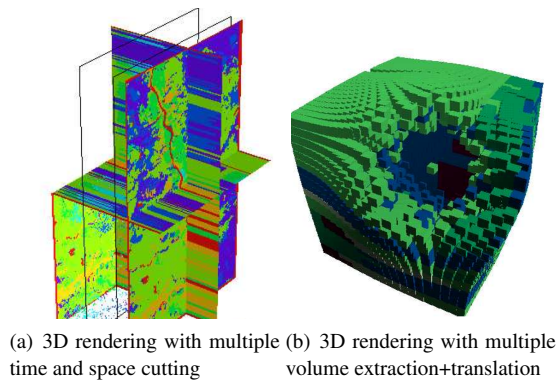 (a) 3D rendering with multiple time and space cutting
(b) 3D rendering with multiple volume extraction+translation